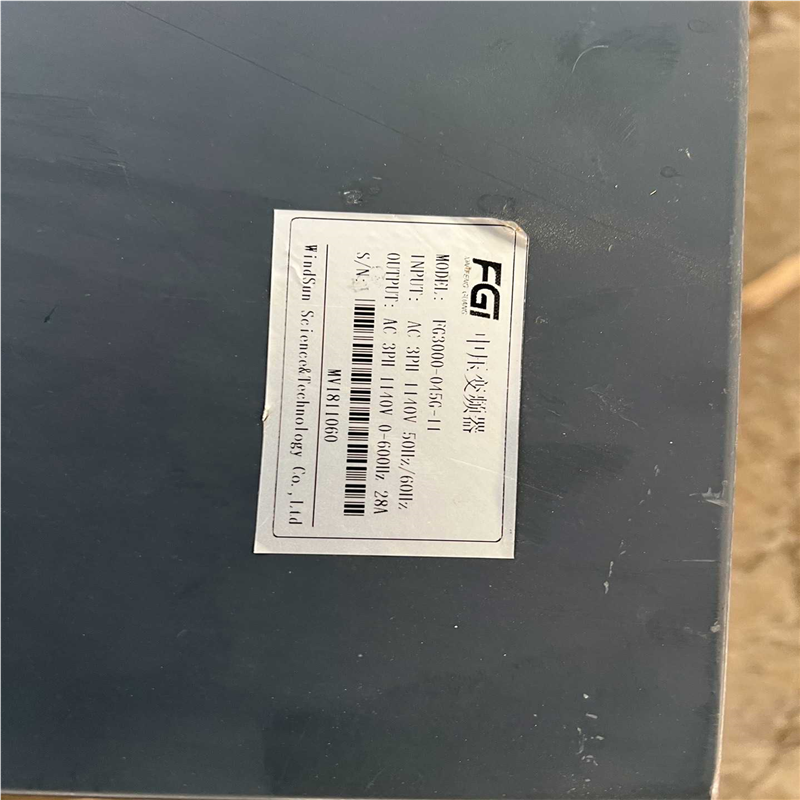 FGI
中压变频器
MODEL: FG3000-045G-11
INPUT: AC 3PH 1140V 50Hz/60Hz
OUTPUT: AC 3PH 1140V 0-600Hz 28A
S/N:
MV1811060
WindSun Science&Technology Co.,Ltd